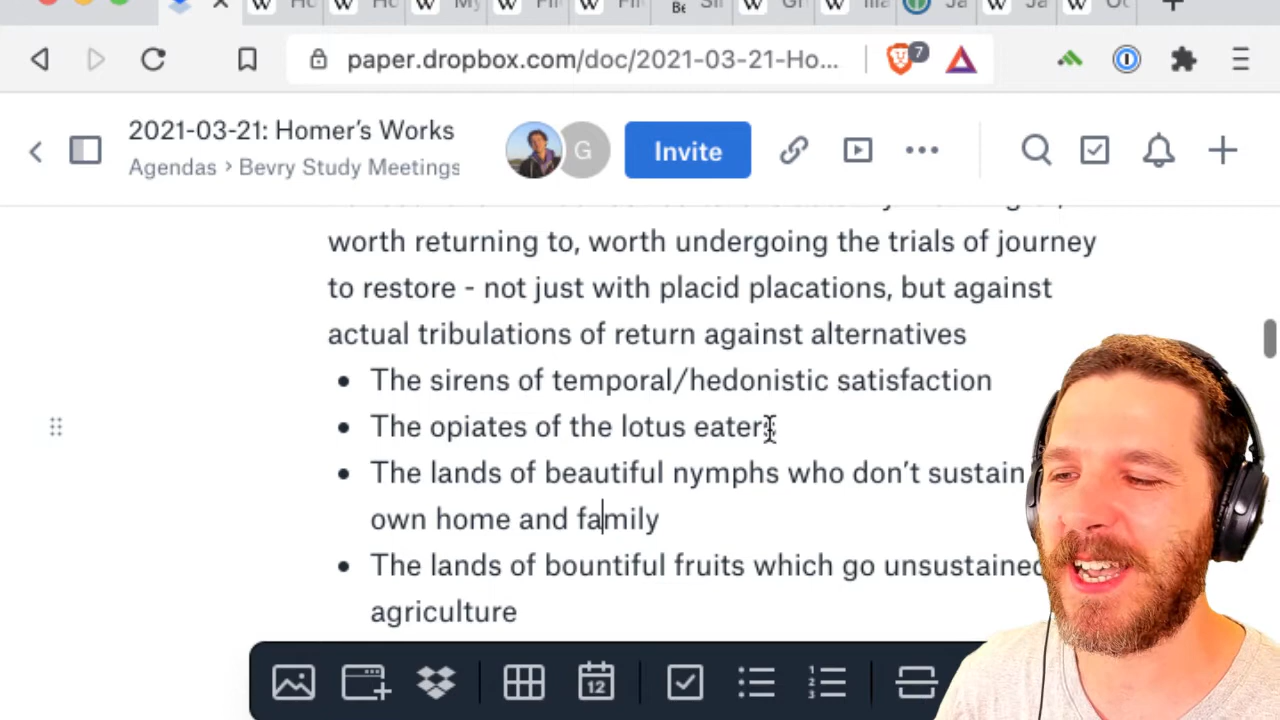 paper.dropbox.com/doc/2021-03-21-Ho...
7
2021-03-21: Homer's Works
Agendas > Bevry Study Meetings
G
Invite
worth returning to, worth undergoing the trials of journey
to restore - not just with placid placations, but against
actual tribulations of return against alternatives
• The sirens of temporal/hedonistic satisfaction
• The opiates of the lotus eaters
• The lands of beautiful nymphs who don't sustain
own home and family
• The lands of bountiful fruits which go unsustained
agriculture
12
1
2
3